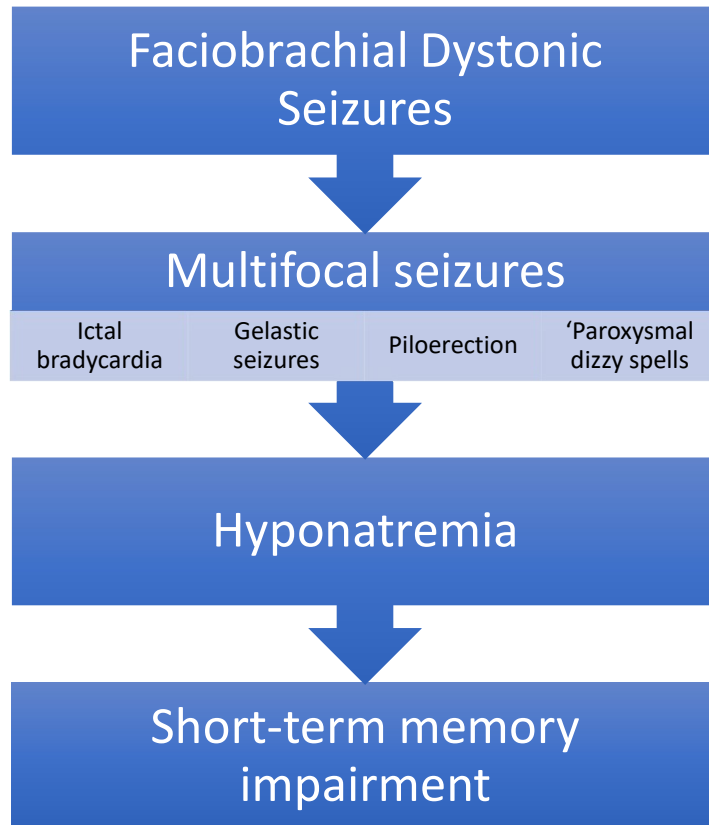 Faciobrachial Dystonic
Seizures
Multifocal seizures
Ictal
bradycardia
Gelastic
seizures
Piloerection
‘Paroxysmal
dizzy spells
Hyponatremia
Short-term memory
impairment